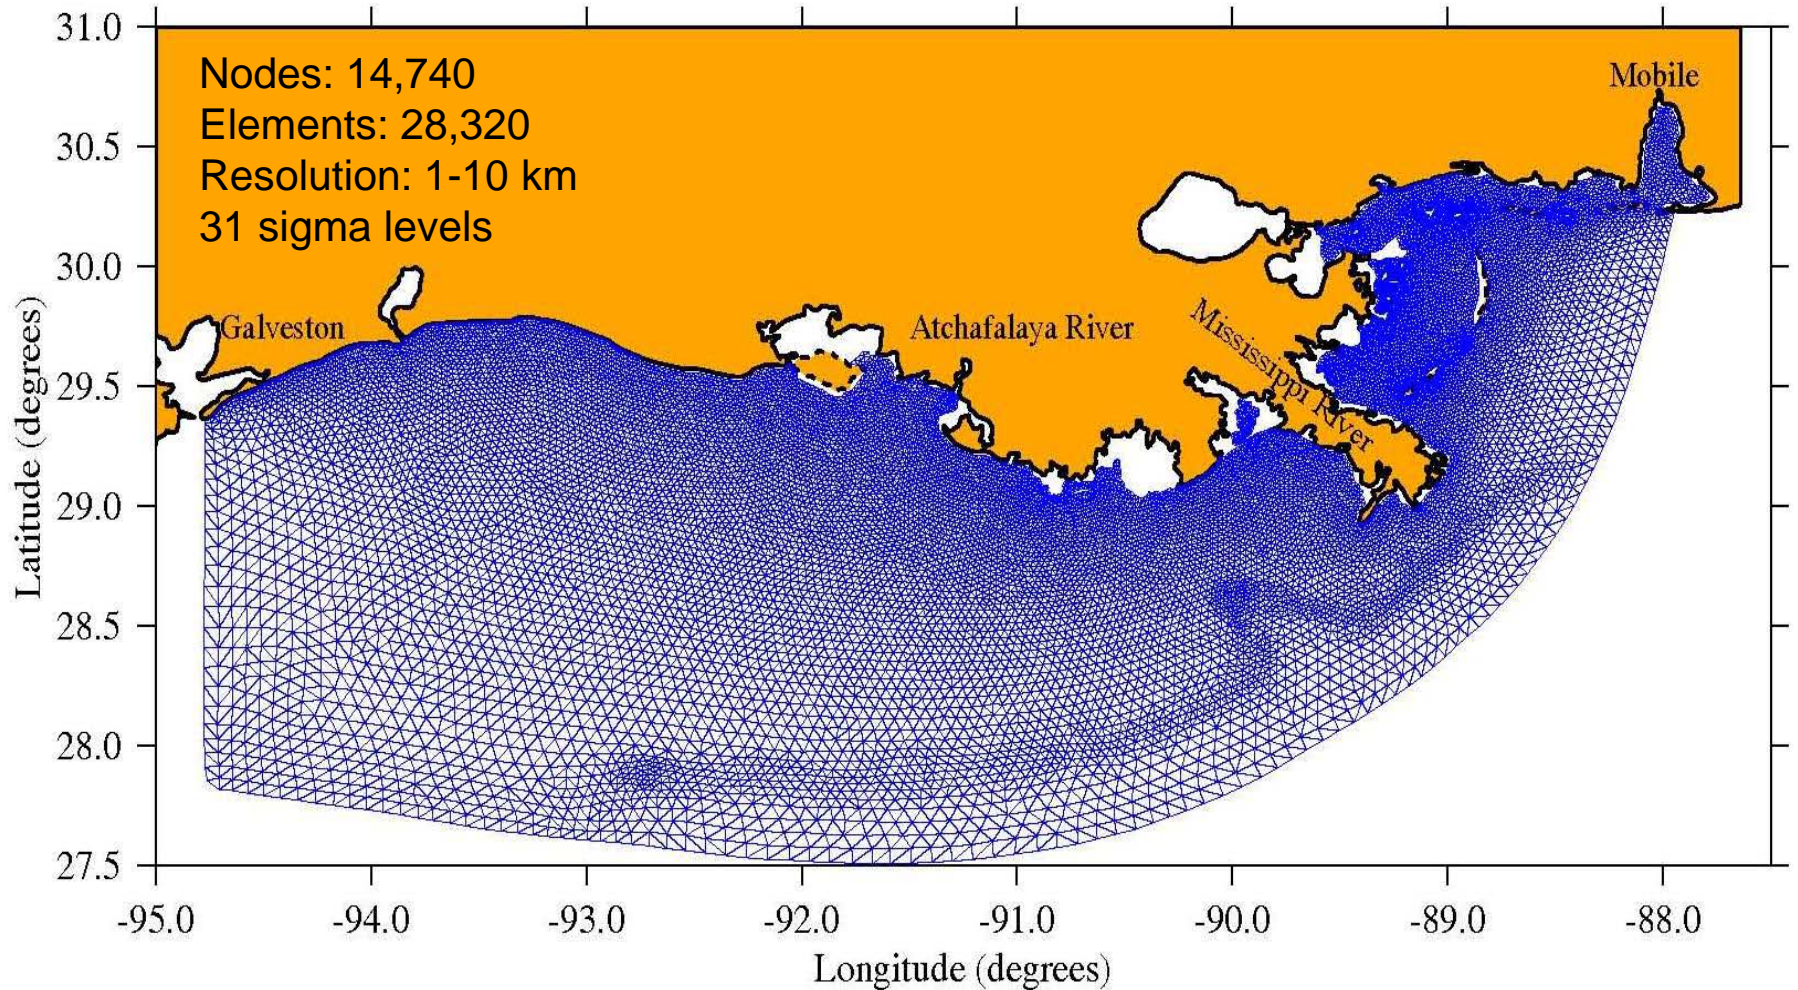 31.0
Nodes: 14,740
Mobile
Elements: 28,320
30.5
Resolution: 1-10 km
31 sigma levels
30.0
Galveston
Atchafalaya River
Mississippi River
29.5
Latitude (degrees)
29.0
28.5
28.0
27.5
-95.0 -94.0 -93.0 -92.0 -91.0 -90.0 -89.0 -88.0
Longitude (degrees)